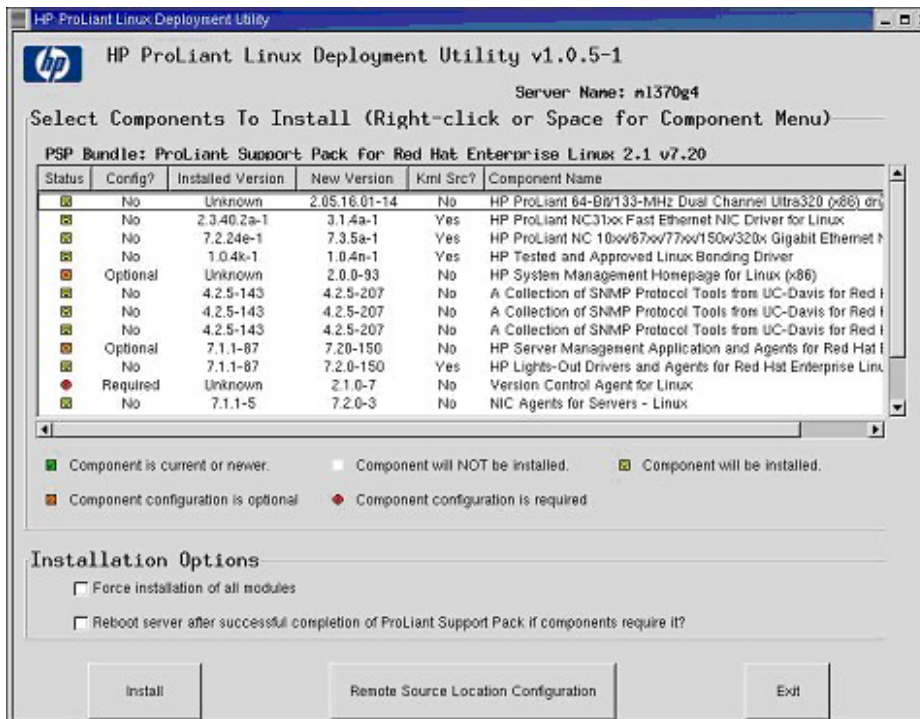 HP ProLiant Linux Deployment Utility
hp HP ProLiant Linux Deployment Utility v1.0.5-1
Server Name: ml370g4
Select Components To Install (Right-click or Space for Component Menu)
PSP Bundle: ProLiant Support Pack for Red Hat Enterprise Linux 2.1 v7.20
Status Config? Installed Version New Version Krnl Src? Component Name
No Unknown 2.05.16.01-14 No HP ProLiant 64-Bit/133-MHz Dual Channel Ultra320 (x86) dri
No 2.3.40.2a-1 3.1.4a-1 Yes HP ProLiant NC31xx Fast Ethernet NIC Driver for Linux
No 7.2.24e-1 7.3.5a-1 Yes HP ProLiant NC 10xx/67xx/77xx/150x/320x Gigabit Ethernet N
No 1.0.4k-1 1.0.4n-1 Yes HP Tested and Approved Linux Bonding Driver
Optional Unknown 2.0.0-93 No HP System Management Homepage for Linux (x86)
No 4.2.5-143 4.2.5-207 No A Collection of SNMP Protocol Tools from UC-Davis for Red H
No 4.2.5-143 4.2.5-207 No A Collection of SNMP Protocol Tools from UC-Davis for Red H
No 4.2.5-143 4.2.5-207 No A Collection of SNMP Protocol Tools from UC-Davis for Red H
Optional 7.1.1-87 7.20-150 No HP Server Management Application and Agents for Red Hat E
No 7.1.1-87 7.2.0-150 Yes HP Lights-Out Drivers and Agents for Red Hat Enterprise Linu
Required Unknown 2.1.0-7 No Version Control Agent for Linux
No 7.1.1-5 7.2.0-3 No NIC Agents for Servers - Linux
Component is current or newer. Component will NOT be installed. Component will be installed.
Component configuration is optional Component configuration is required
Installation Options
Force installation of all modules
Reboot server after successful completion of ProLiant Support Pack if components require it?
Install Remote Source Location Configuration Exit